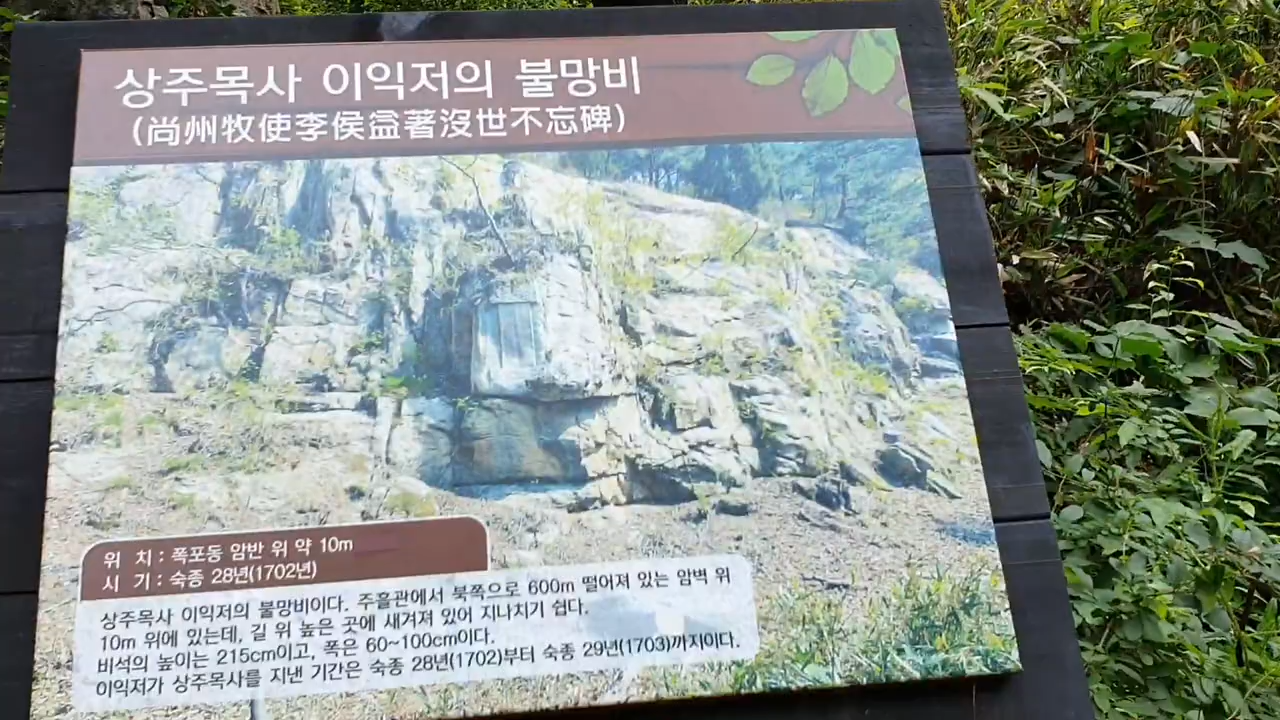 상주목사 이익저의 불망비
(尚州牧使李侯益著沒世不忘碑)
위 치 : 폭포동 암반 위 약 10m
시 기 : 숙종 28년(1702년)
상주목사 이익저의 불망비이다. 주흘관에서 북쪽으로 600m 떨어져 있는 암벽 위
10m 위에 있는데, 길 위 높은 곳에 새겨져 있어 지나치기 쉽다.
비석의 높이는 215cm이고, 폭은 60~100cm이다.
이익저가 상주목사를 지낸 기간은 숙종 28년(1702)부터 숙종 29년(1703)까지이다.